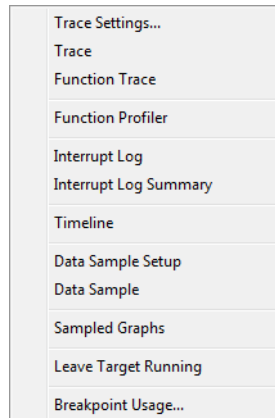 Trace Settings...
Trace
Function Trace
Function Profiler
Interrupt Log
Interrupt Log Summary
Timeline
Data Sample Setup
Data Sample
Sampled Graphs
Leave Target Running
Breakpoint Usage...